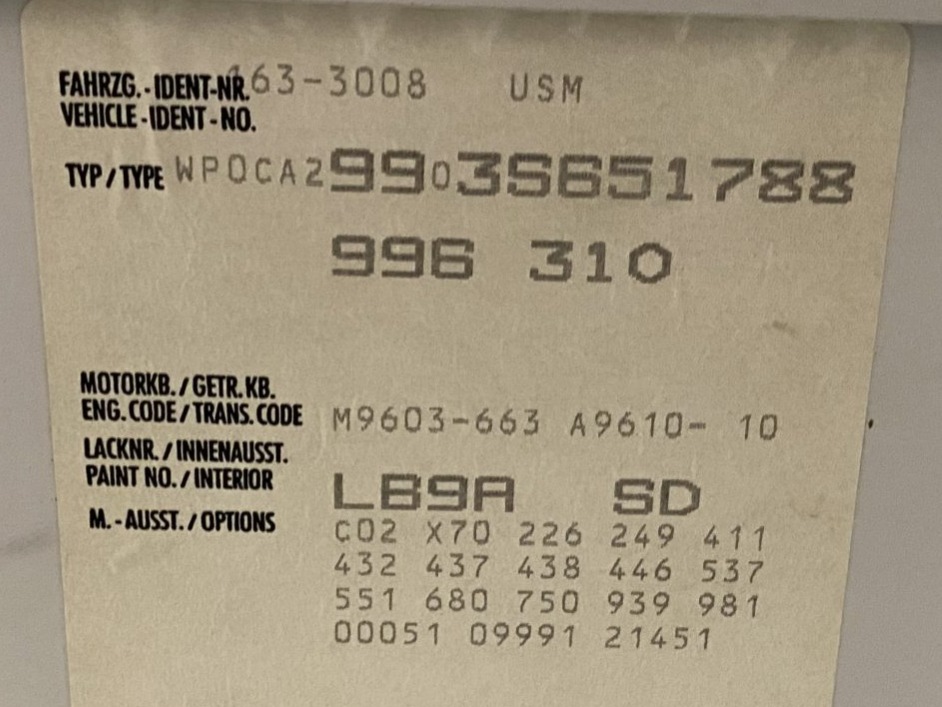 FAHRZG.-IDENT-NR. 163-3008 USM
VEHICLE-IDENT-NO.
TYP/TYPE WP0CA29903S651788
996 310
MOTORKB./GETR.KB.
ENG.CODE/TRANS.CODE M9603-663 A9610- 10
LACKNR./INNENAUSST.
PAINT NO./INTERIOR LB9A SD
M.-AUSST./OPTIONS C02 X70 226 249 411
432 437 438 446 537
551 680 750 939 981
00051 09991 21451